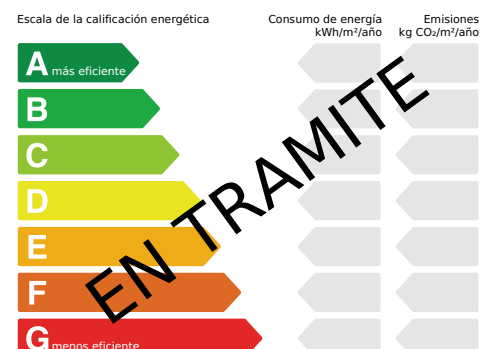 Escala de la calificación energética
Consumo de energía
kWh/m²/año
Emisiones
kg CO₂/m²/año
A más eficiente
B
C
D
E
F
G menos eficiente
EN TRAMITE